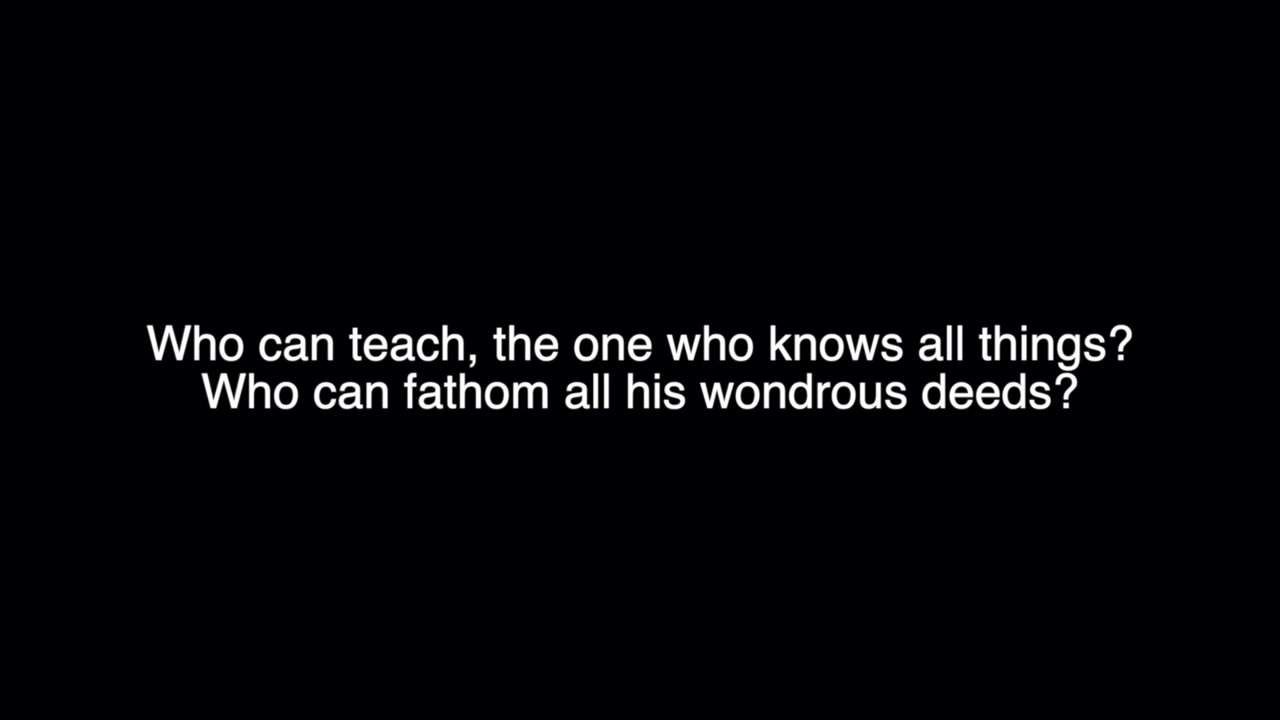 Who can teach, the one who knows all things?
Who can fathom all his wondrous deeds?